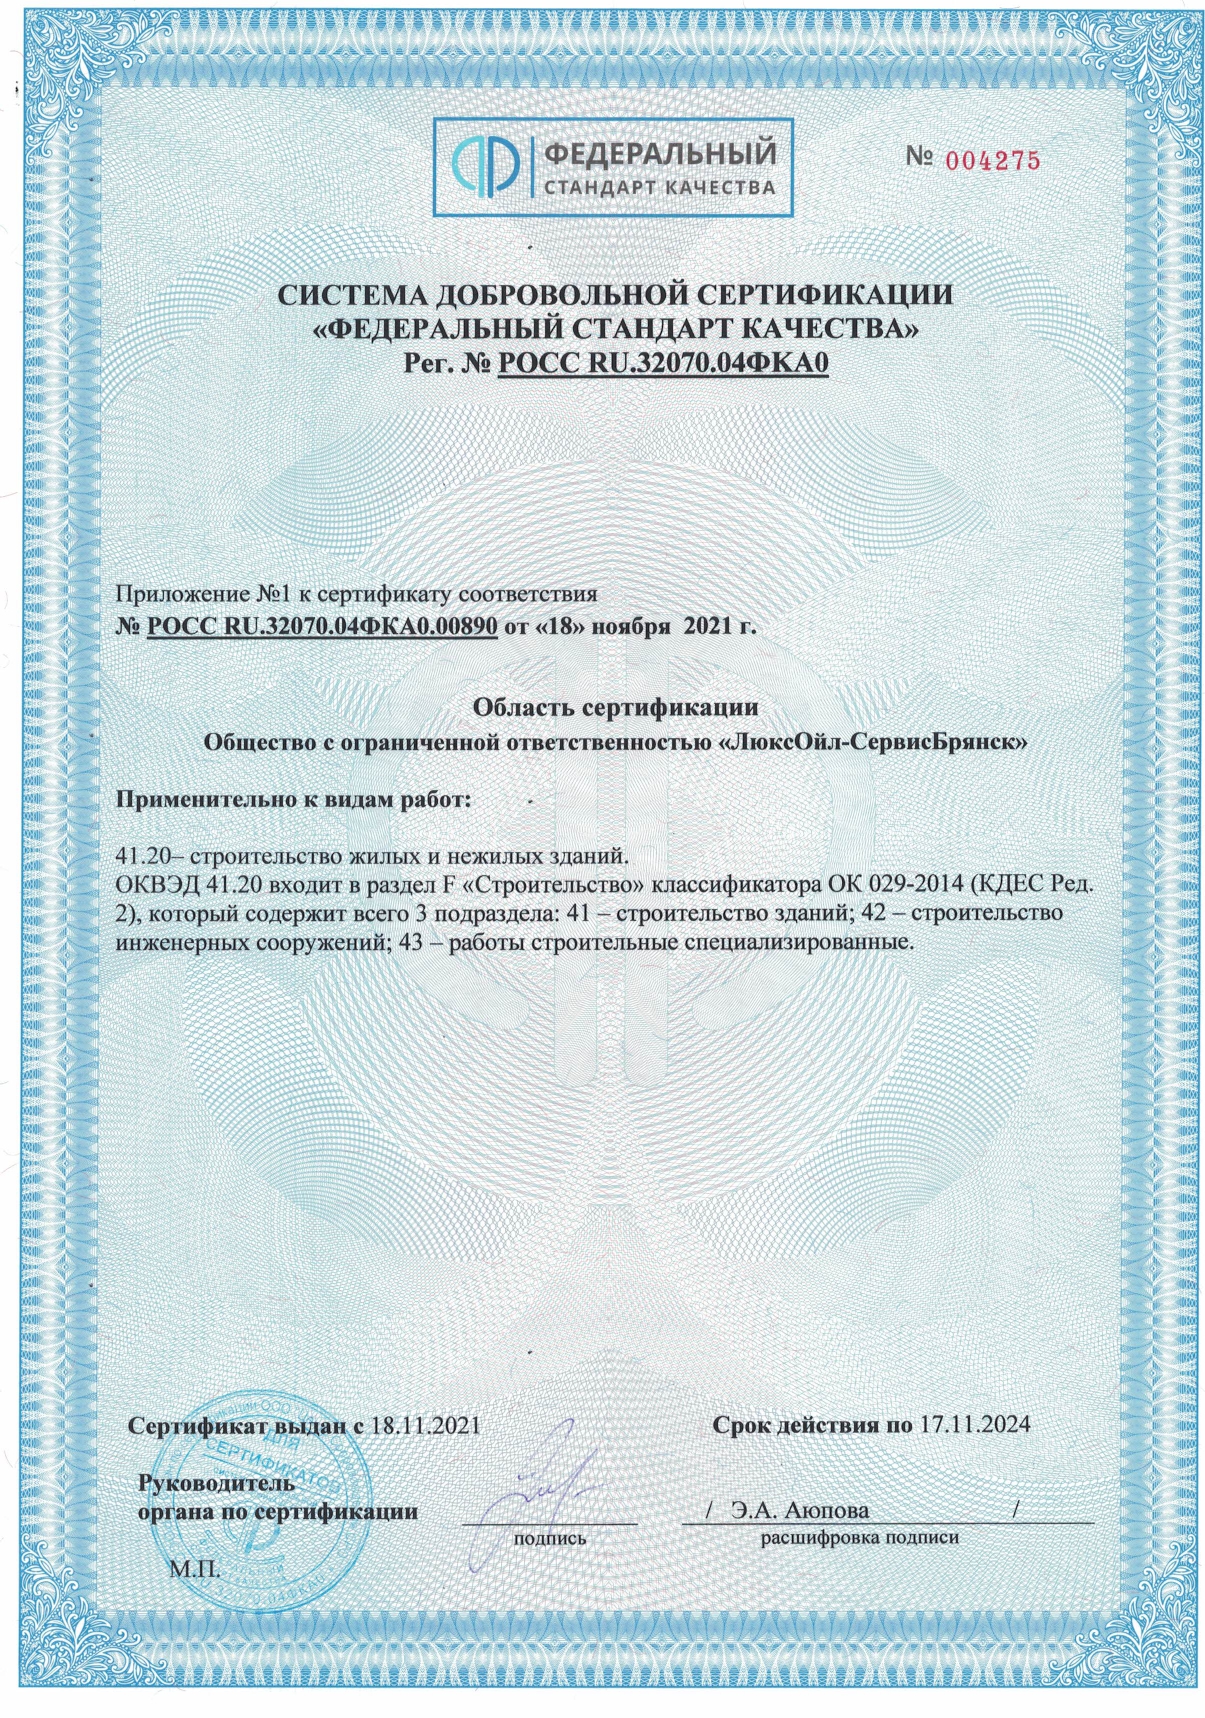 ФЕДЕРАЛЬНЫЙ
СТАНДАРТ КАЧЕСТВА
№ 004275
СИСТЕМА ДОБРОВОЛЬНОЙ СЕРТИФИКАЦИИ
«ФЕДЕРАЛЬНЫЙ СТАНДАРТ КАЧЕСТВА»
Рег. № РОСС RU.32070.04ФКА0
Приложение №1 к сертификату соответствия
№ РОСС RU.32070.04ФКА0.00890 от «18» ноября 2021 г.
Область сертификации
Общество с ограниченной ответственностью «ЛюксОйл-СервисБрянск»
Применительно к видам работ:
41.20– строительство жилых и нежилых зданий.
ОКВЭД 41.20 входит в раздел F «Строительство» классификатора ОК 029-2014 (КДЕС Ред.
2), который содержит всего 3 подраздела: 41 – строительство зданий; 42 – строительство
инженерных сооружений; 43 – работы строительные специализированные.
Сертификат выдан с 18.11.2021
Срок действия по 17.11.2024
ДЛЯ
СЕРТИФИКАТОВ
Руководитель
органа по сертификации
/ Э.А. Аюпова /
подпись
расшифровка подписи
М.П.